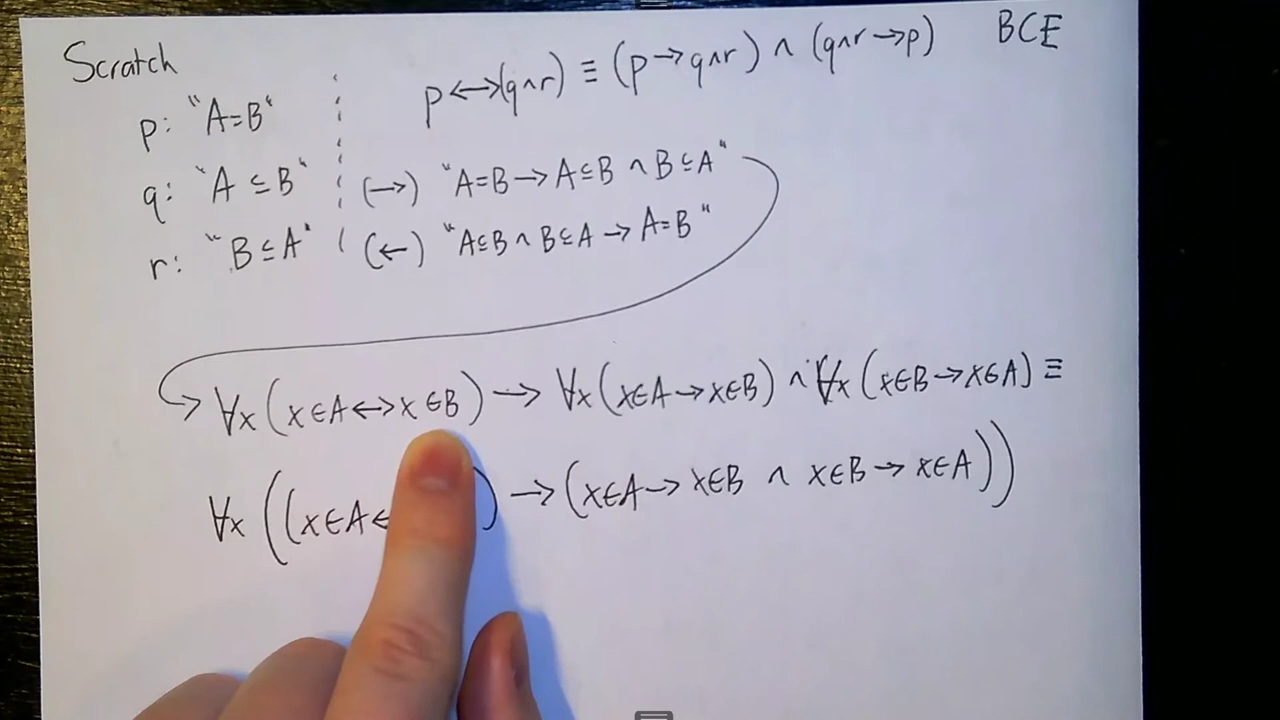 Scratch
p ↔ (q∧r) ≡ (p → q∧r) ∧ (q∧r → p)
BCE
p: "A=B"
q: "A ⊆ B"
(→) "A=B → A⊆B ∧ B⊆A"
r: "B⊆A"
(←) "A⊆B ∧ B⊆A → A=B"
∀x(x∈A ↔ x∈B) → ∀x(x∈A → x∈B) ∧ ∀x(x∈B → x∈A) ≡
∀x((x∈A ) → (x∈A → x∈B ∧ x∈B → x∈A))